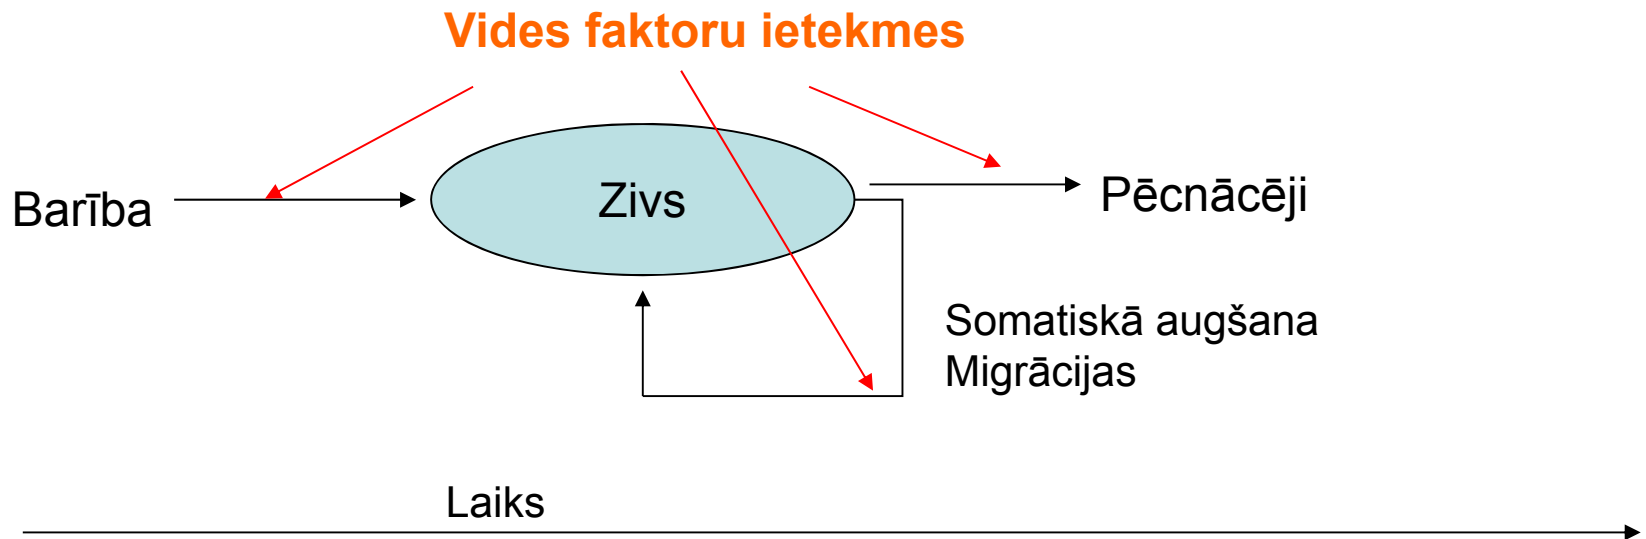 Vides faktoru ietekmes
Barība
Zivs
Pēcnācēji
Somatiskā augšana
Migrācijas
Laiks